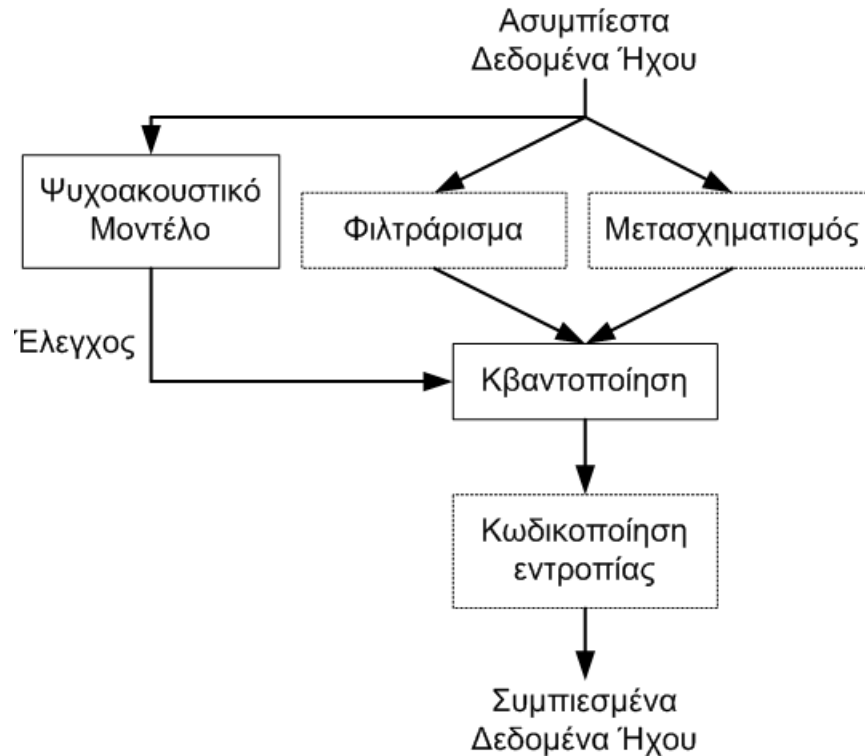 Ασυμπίεστα
Δεδομένα Ήχου
Ψυχοακουστικό
Μοντέλο
Φιλτράρισμα
Μετασχηματισμός
Έλεγχος
Κβαντοποίηση
Κωδικοποίηση
εντροπίας
Συμπιεσμένα
Δεδομένα Ήχου